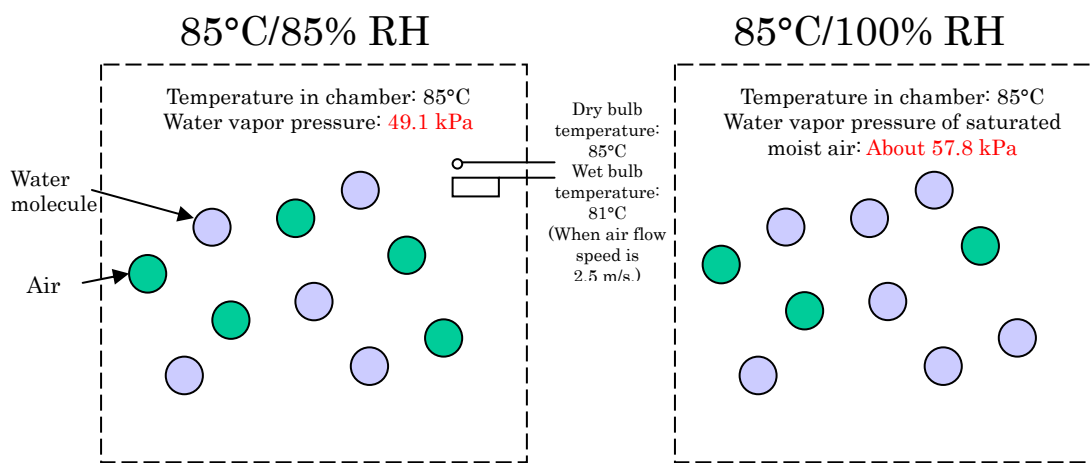 85°C/85% RH
Temperature in chamber: 85°C
Water vapor pressure: 49.1 kPa
Water
molecule
Air
Dry bulb
temperature:
85°C
Wet bulb
temperature:
81°C
(When air flow
speed is
2.5 m/s.)
85°C/100% RH
Temperature in chamber: 85°C
Water vapor pressure of saturated
moist air: About 57.8 kPa